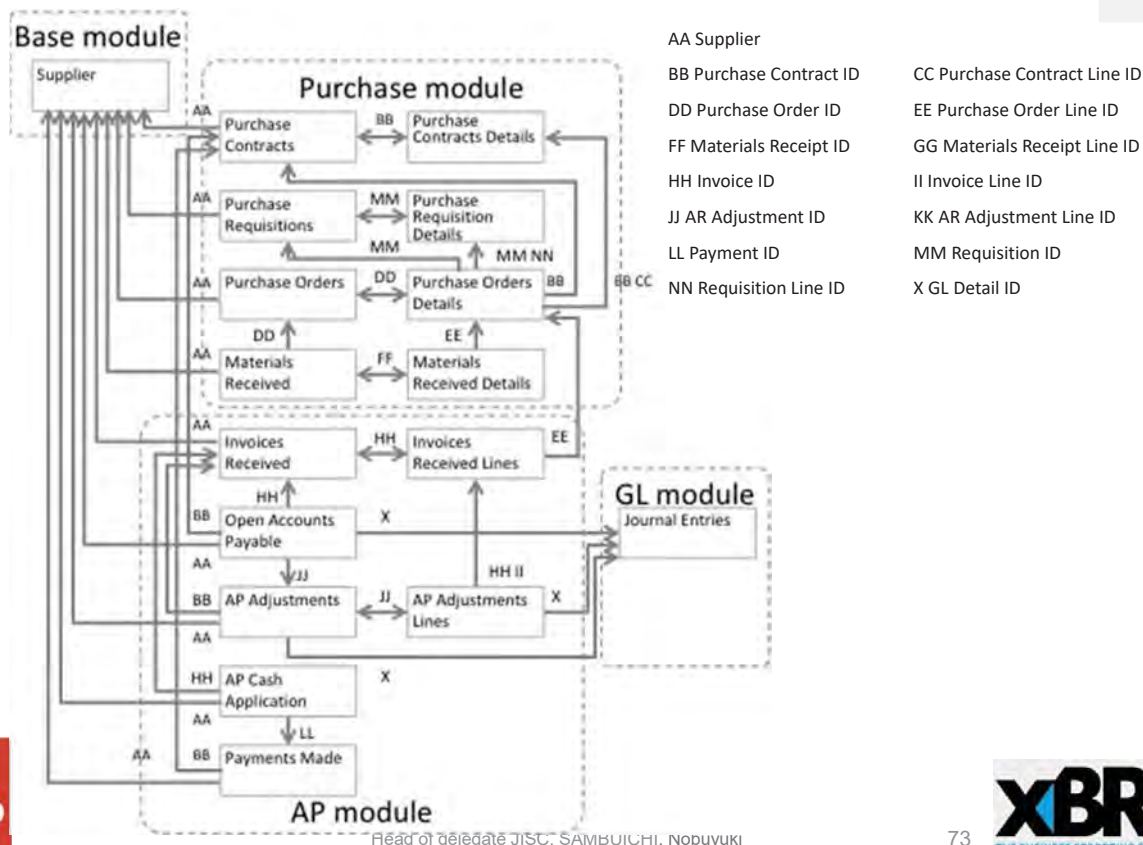 Base module
Supplier
Purchase module
AA
Purchase
Contracts
BB
Purchase
Contracts Details
AA
Purchase
Requisitions
MM
Purchase
Requisition
Details
MM
MM NN
AA
Purchase Orders
DD
Purchase Orders
Details
BB
BB CC
DD
EE
AA
Materials
Received
FF
Materials
Received Details
AA
Invoices
Received
HH
Invoices
Received Lines
EE
HH
BB
Open Accounts
Payable
X
AA
JJ
HH II
BB
AP Adjustments
JJ
AP Adjustments
Lines
X
AA
X
HH
AP Cash
Application
AA
LL
AA
BB
Payments Made
AP module
GL module
Journal Entries
AA Supplier
BB Purchase Contract ID
CC Purchase Contract Line ID
DD Purchase Order ID
EE Purchase Order Line ID
FF Materials Receipt ID
GG Materials Receipt Line ID
HH Invoice ID
II Invoice Line ID
JJ AR Adjustment ID
KK AR Adjustment Line ID
LL Payment ID
MM Requisition ID
NN Requisition Line ID
X GL Detail ID
Head of delegate JISC, SAMBUICHI, Nobuyuki
73
XBR